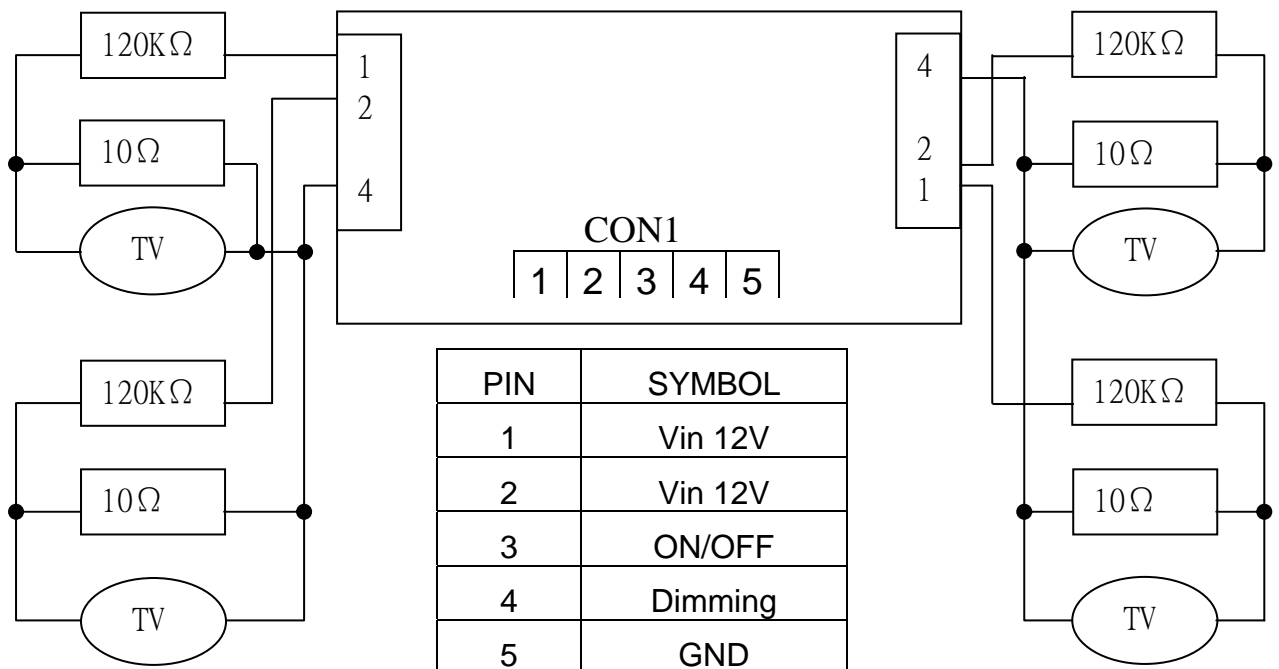 120KΩ
1
2
4
10Ω
TV
4
2
1
120KΩ
10Ω
TV
CON1
1 2 3 4 5
120KΩ
10Ω
TV
PIN SYMBOL
1 Vin 12V
2 Vin 12V
3 ON/OFF
4 Dimming
5 GND
120KΩ
10Ω
TV